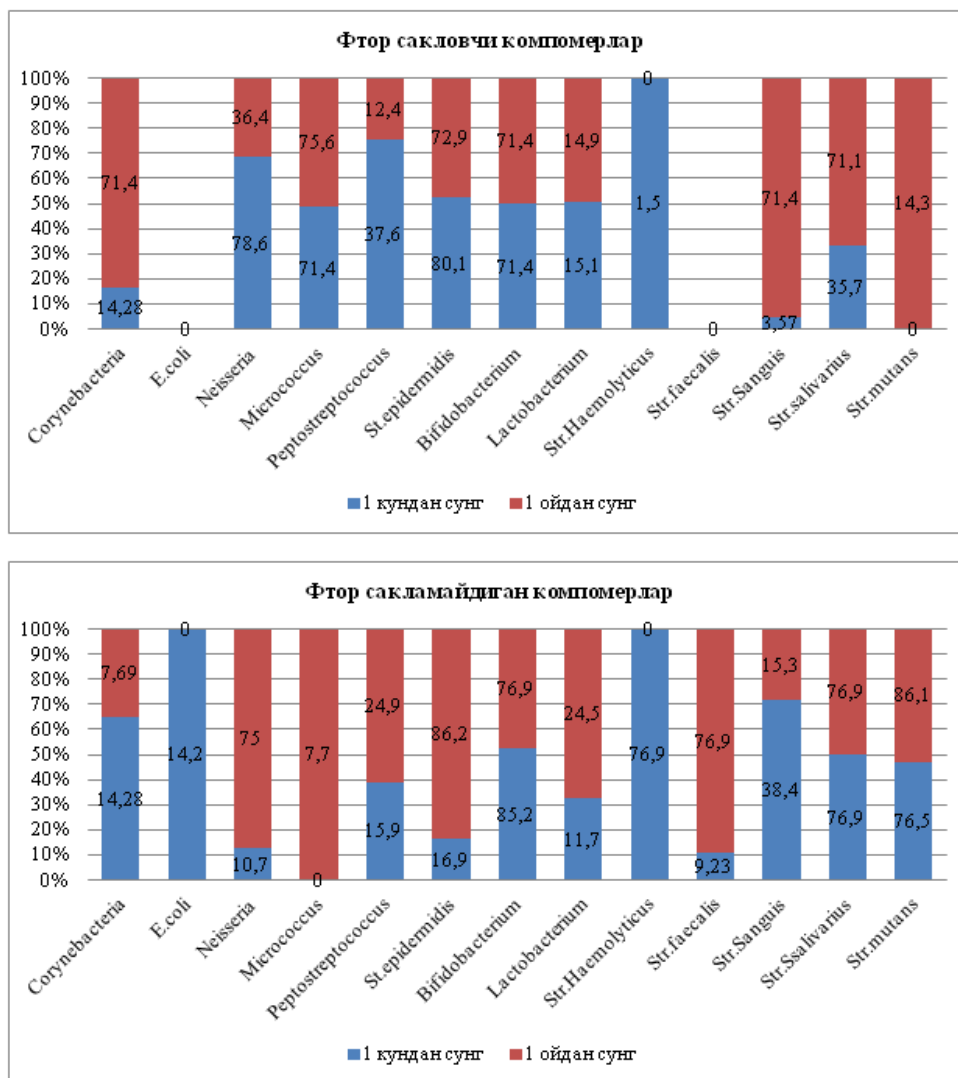 Фтор сакловчи компомерлар
100%
90%
80%
70%
60%
50%
40%
30%
20%
10%
0%
71,4 36,4 75,6 12,4 72,9 71,4 14,9 0 71,4 71,1 14,3
14,28 0 78,6 71,4 37,6 80,1 71,4 15,1 1,5 0 3,57 35,7 0
Corynebacteria
E.coli
Neisseria
Micrococcus
Peptostreptococcus
St.epidermidis
Bifidobacterium
Lactobacterium
Str.Haemolyticus
Str.faecalis
Str.Sanguis
Str.salivarius
Str.mutans
1 кундан сунг 1 ойдан сунг
Фтор сакламайдиган компомерлар
100%
90%
80%
70%
60%
50%
40%
30%
20%
10%
0%
7,69 0 75 7,7 24,9 86,2 76,9 24,5 0 76,9 15,3 76,9 86,1
14,28 14,2 10,7 0 15,9 16,9 85,2 11,7 76,9 9,23 38,4 76,9 76,5
Corynebacteria
E.coli
Neisseria
Micrococcus
Peptostreptococcus
St.epidermidis
Bifidobacterium
Lactobacterium
Str.Haemolyticus
Str.faecalis
Str.Sanguis
Str.Ssalivarius
Str.mutans
1 кундан сунг 1 ойдан сунг